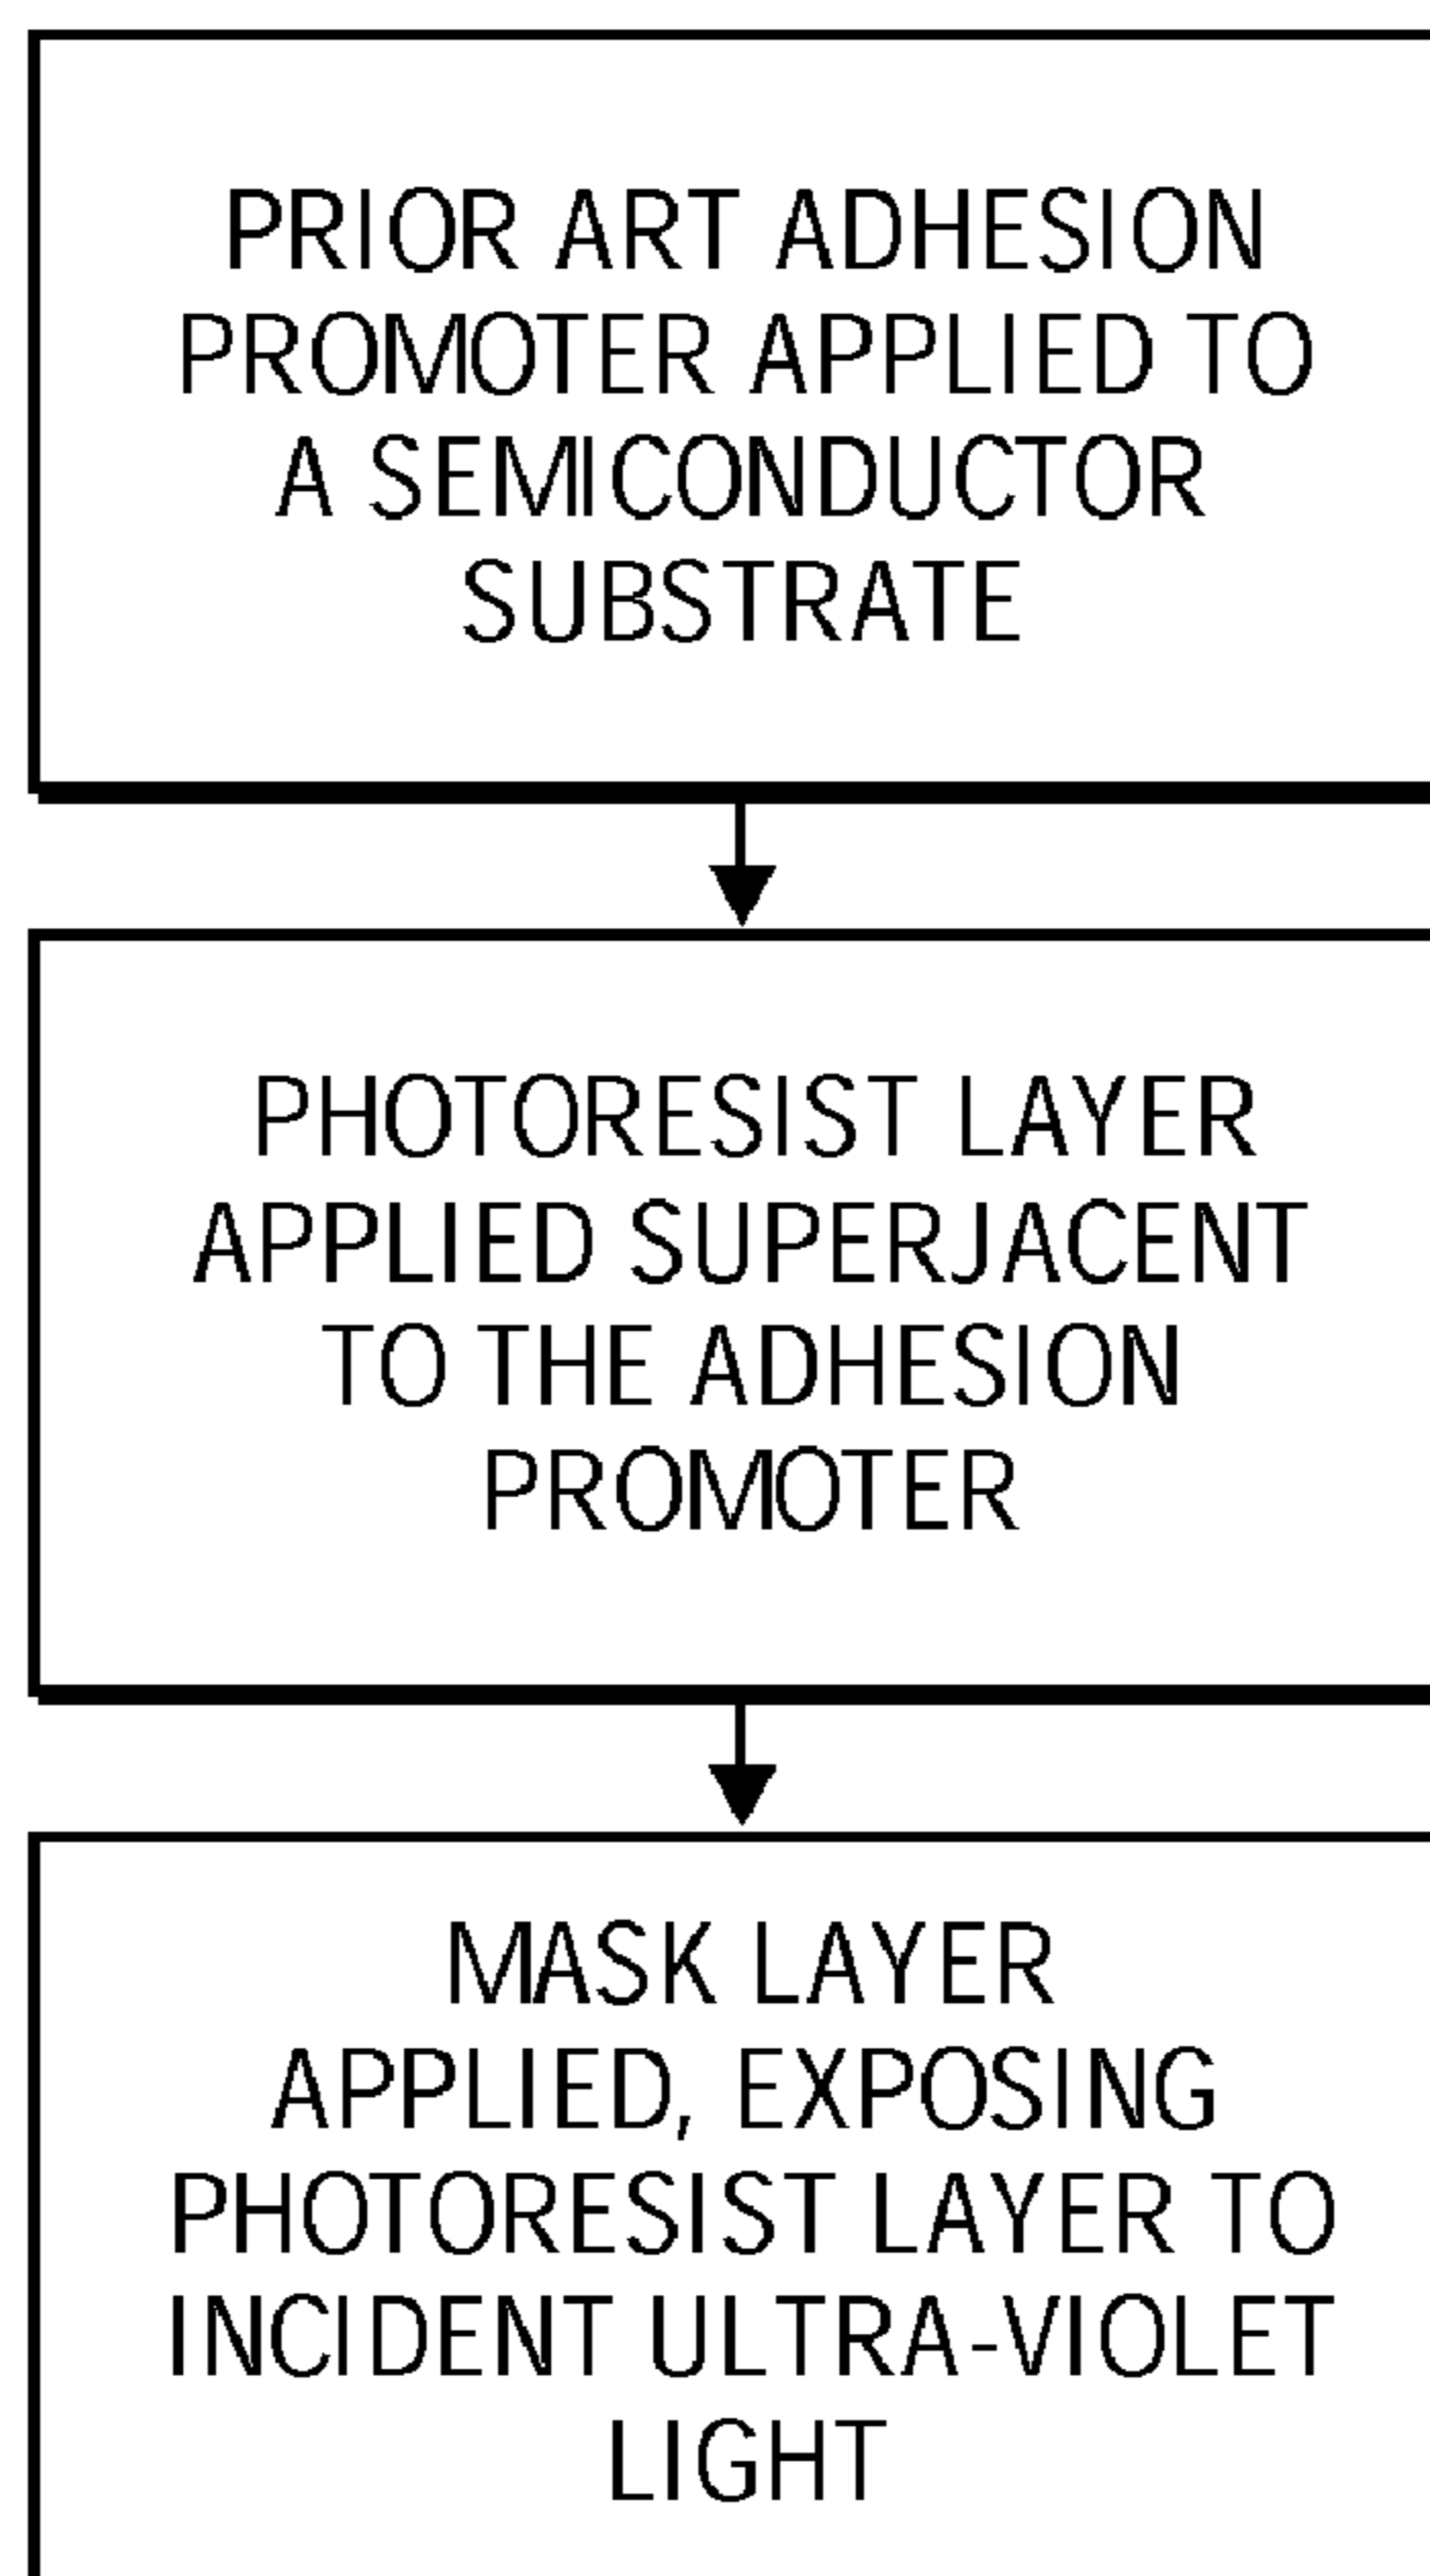 PRIOR ART ADHESION
PROMOTER APPLIED TO
A SEMICONDUCTOR
SUBSTRATE
PHOTORESIST LAYER
APPLIED SUPERJACENT
TO THE ADHESION
PROMOTER
MASK LAYER
APPLIED, EXPOSING
PHOTORESIST LAYER TO
INCIDENT ULTRA-VIOLET
LIGHT